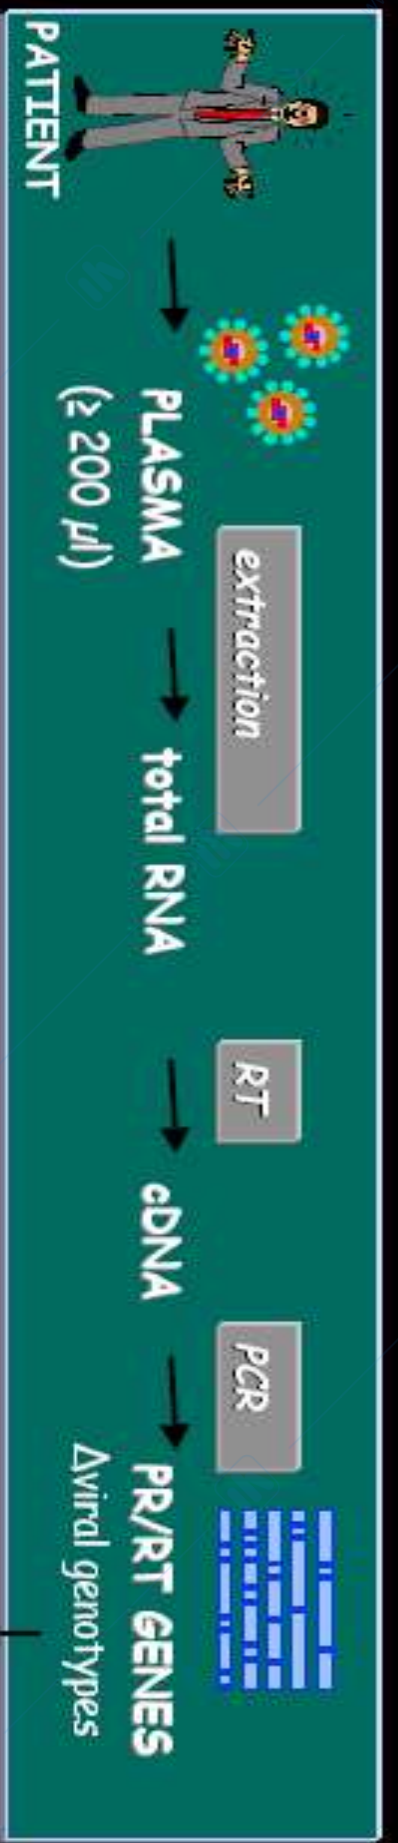 PATIENT
PLASMA
(≥ 200 µl)
extraction
total RNA
RT
cDNA
PCR
PR/RT GENES
Δviral genotypes